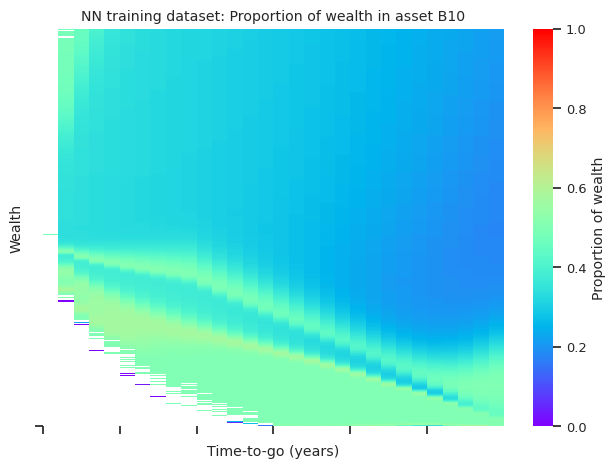 NN training dataset: Proportion of wealth in asset B10
1.0
0.8
0.6
0.4
0.2
0.0
Proportion of wealth
Wealth
Time-to-go (years)